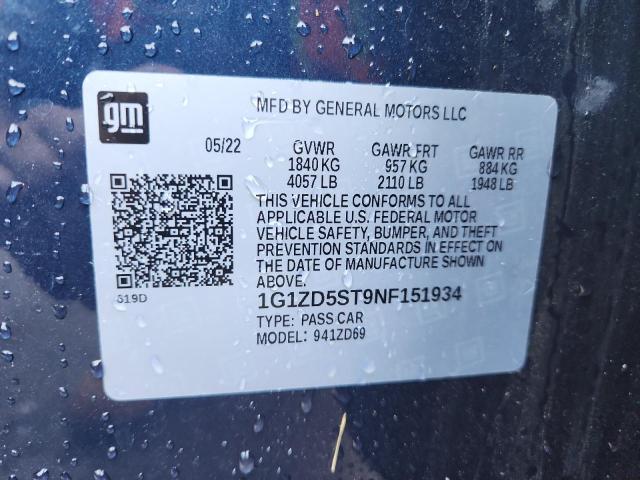 gm
MFD BY GENERAL MOTORS LLC
05/22 GVWR GAWR FRT GAWR RR
1840 KG 957 KG 884 KG
4057 LB 2110 LB 1948 LB
THIS VEHICLE CONFORMS TO ALL
APPLICABLE U.S. FEDERAL MOTOR
VEHICLE SAFETY, BUMPER, AND THEFT
PREVENTION STANDARDS IN EFFECT ON
THE DATE OF MANUFACTURE SHOWN
ABOVE.
619D
1G1ZD5ST9NF151934
TYPE: PASS CAR
MODEL: 941ZD69